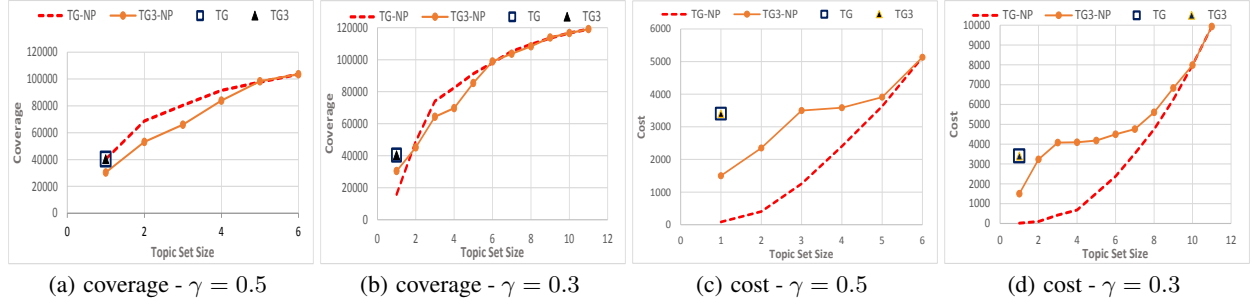 TG-NP TG3-NP TG TG3
Coverage
120000
100000
80000
60000
40000
20000
0
0 2 4 6
Topic Set Size
(a) coverage - γ = 0.5
TG-NP TG3-NP TG TG3
Coverage
120000
100000
80000
60000
40000
20000
0
0 2 4 6 8 10 12
Topic Set Size
(b) coverage - γ = 0.3
TG-NP TG3-NP TG TG3
Cost
6000
5000
4000
3000
2000
1000
0
0 1 2 3 4 5 6
Topic Set Size
(c) cost - γ = 0.5
TG-NP TG3-NP TG TG3
Cost
10000
9000
8000
7000
6000
5000
4000
3000
2000
1000
0
0 2 4 6 8 10 12
Topic Set Size
(d) cost - γ = 0.3